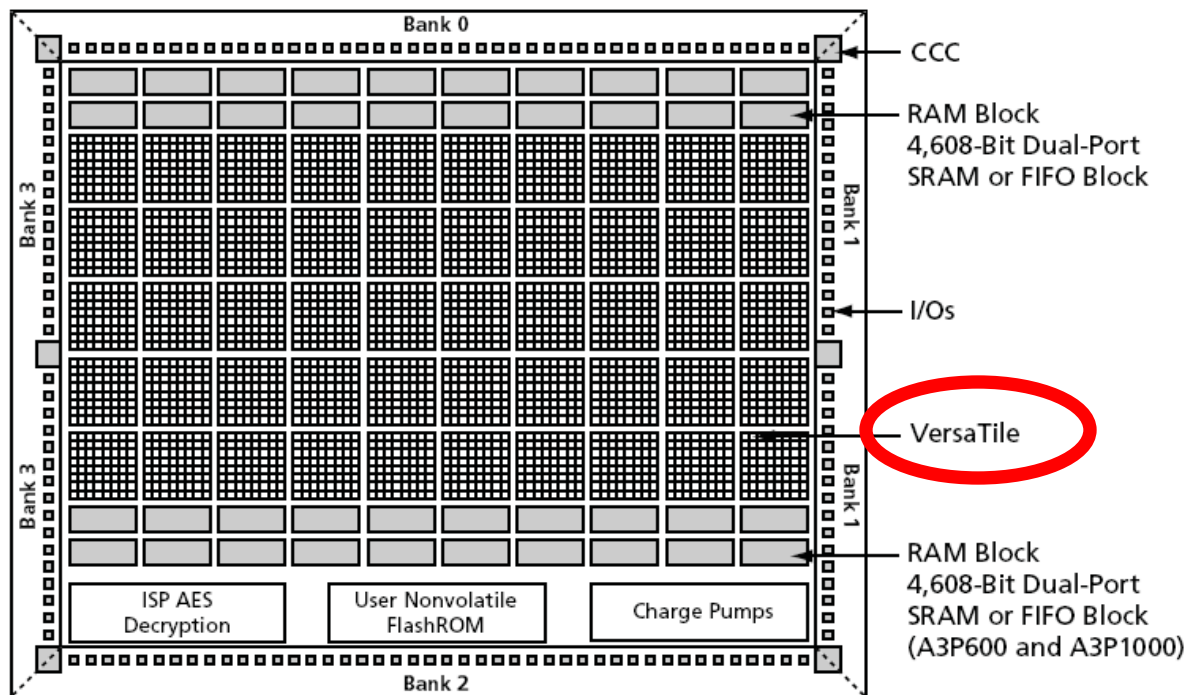 Bank 0
CCC
RAM Block
4,608-Bit Dual-Port
SRAM or FIFO Block
Bank 3
Bank 1
I/Os
VersaTile
Bank 3
Bank 1
RAM Block
4,608-Bit Dual-Port
SRAM or FIFO Block
(A3P600 and A3P1000)
ISP AES
Decryption
User Nonvolatile
FlashROM
Charge Pumps
Bank 2